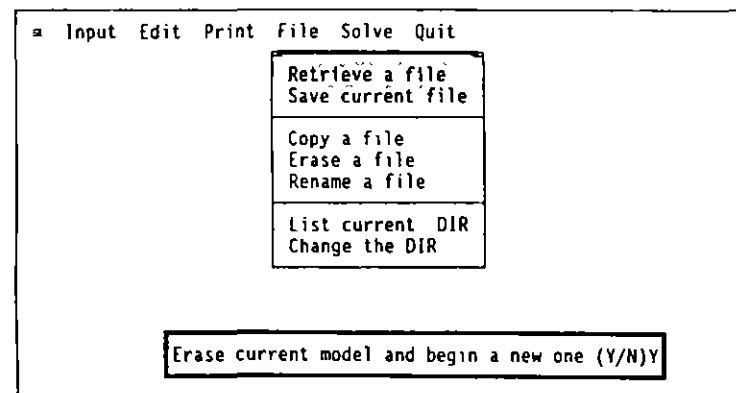 ≡ Input Edit Print File Solve Quit
Retrieve a file
Save current file
Copy a file
Erase a file
Rename a file
List current DIR
Change the DIR
Erase current model and begin a new one (Y/N)Y